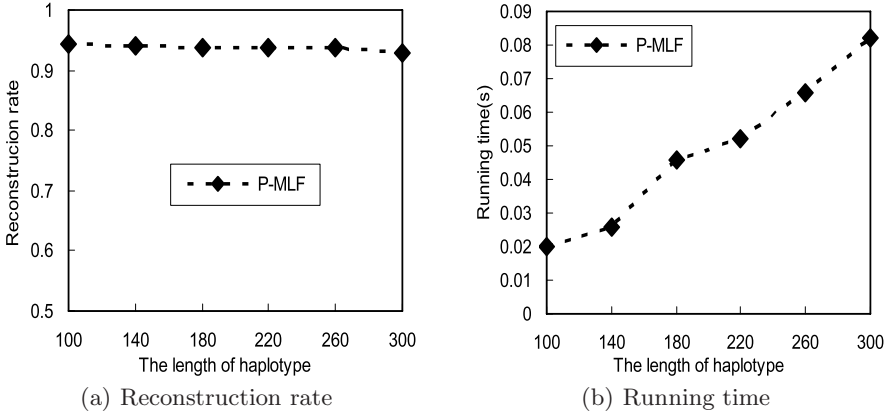 1
0.9
0.8
0.7
0.6
0.5
Reconstrucion rate
P-MLF
100 140 180 220 260 300
The length of haplotype
(a) Reconstruction rate
0.09
0.08
0.07
0.06
0.05
0.04
0.03
0.02
0.01
0
Running time(s)
P-MLF
100 140 180 220 260 300
The length of haplotype
(b) Running time